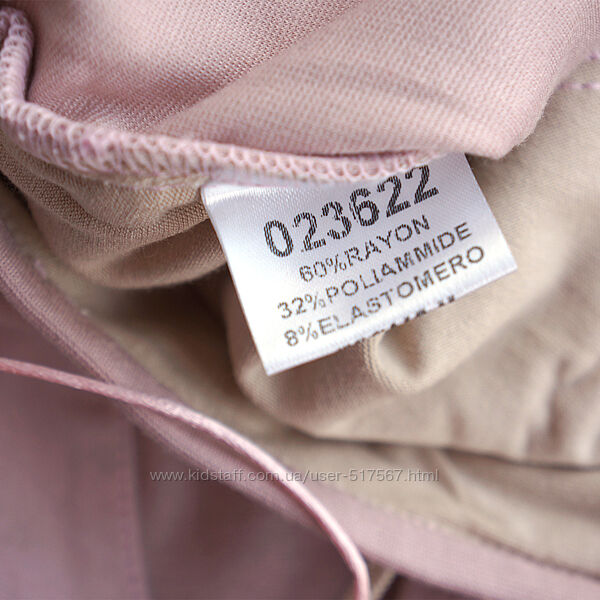 023622
60%RAYON
32%POLIAMMIDE
8%ELASTOMERO
www.kidstaff.com.ua/user-517567.html